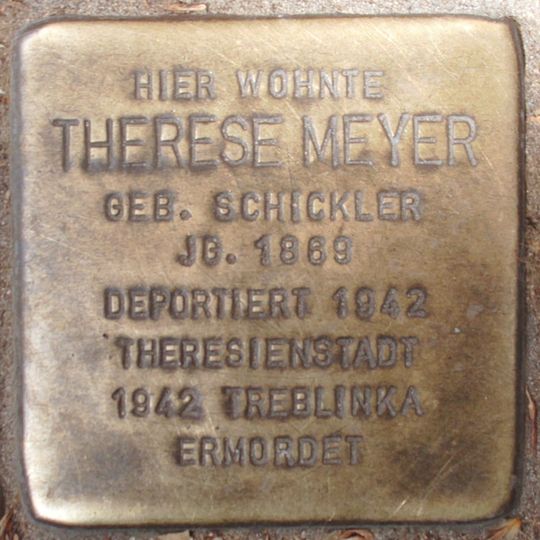 HIER WOHNTE
THERESE MEYER
GEB. SCHICKLER
JG. 1869
DEPORTIERT 1942
THERESIENSTADT
1942 TREBLINKA
ERMORDET